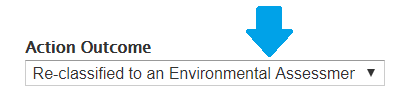 Action Outcome
Re-classified to an Environmental Assessmer